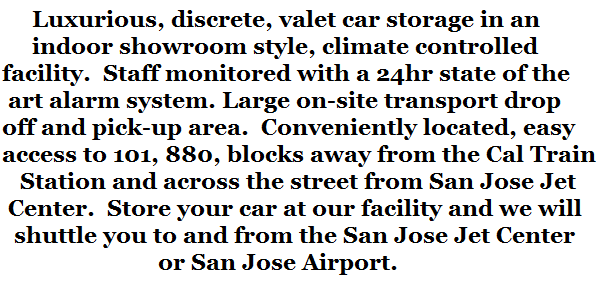 Luxurious, discrete, valet car storage in an
indoor showroom style, climate controlled
facility.  Staff monitored with a 24hr state of the
art alarm system. Large on-site transport drop
off and pick-up area.  Conveniently located, easy
access to 101, 880, blocks away from the Cal Train
Station and across the street from San Jose Jet
Center.  Store your car at our facility and we will
shuttle you to and from the San Jose Jet Center
or San Jose Airport.